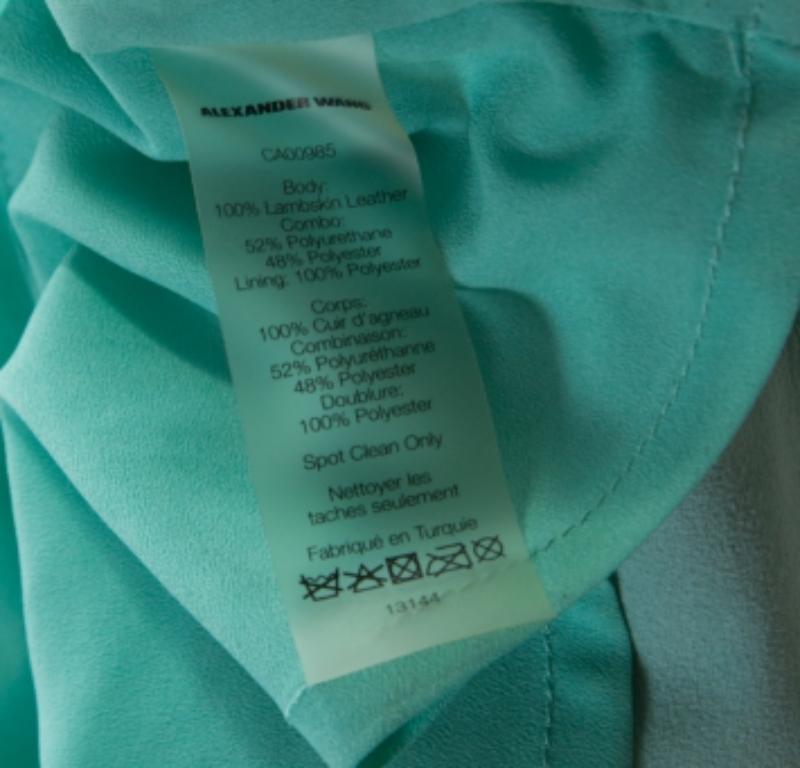 ALEXANDER WANG
CA00985
Body:
100% Lambskin Leather
Combo:
52% Polyurethane
48% Polyester
Lining: 100% Polyester
Corps:
100% Cuir d'agneau
Combinaison:
52% Polyuréthanne
48% Polyester
Doublure:
100% Polyester
Spot Clean Only
Nettoyer les
taches seulement
Fabriqué en Turquie
13144